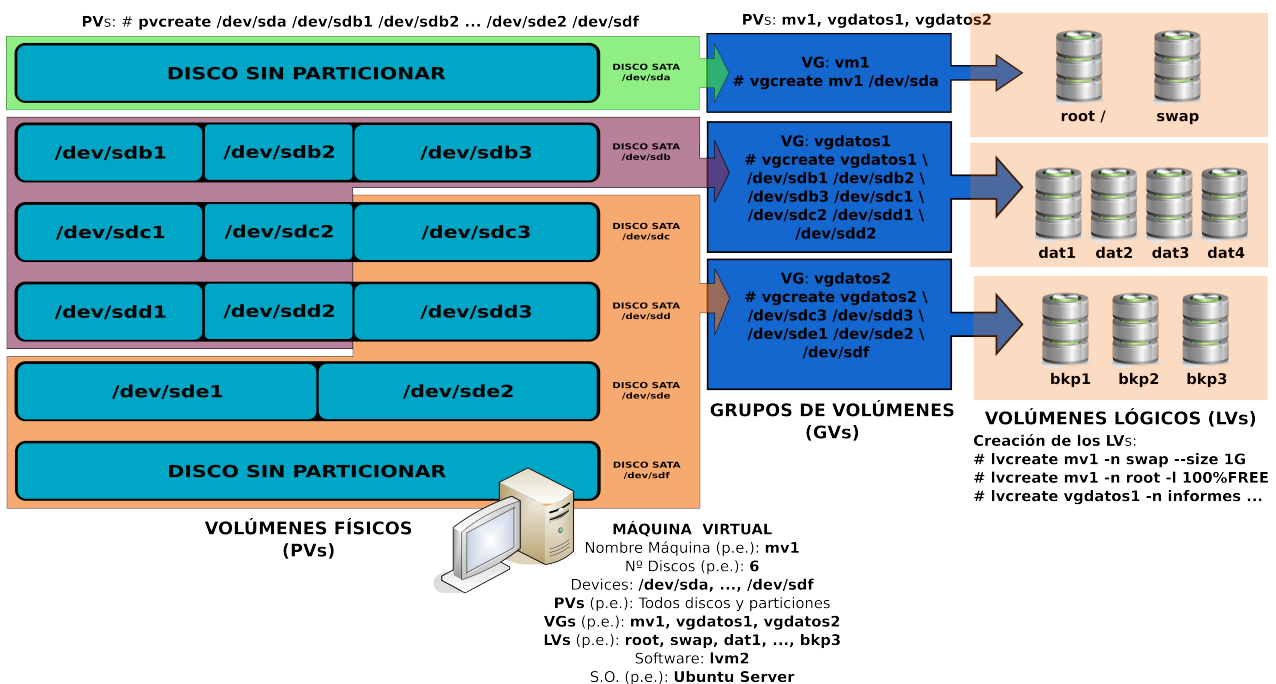 PVs: # pvcreate /dev/sda /dev/sdb1 /dev/sdb2 ... /dev/sde2 /dev/sdf
PVs: mv1, vgdatos1, vgdatos2
DISCO SIN PARTICIONAR
DISCO SATA
/dev/sda
VG: vm1
# vgcreate mv1 /dev/sda
root /
swap
/dev/sdb1
/dev/sdb2
/dev/sdb3
DISCO SATA
/dev/sdb
VG: vgdatos1
# vgcreate vgdatos1 \
/dev/sdb1 /dev/sdb2 \
/dev/sdb3 /dev/sdc1 \
/dev/sdc2 /dev/sdd1 \
/dev/sdd2
dat1
dat2
dat3
dat4
/dev/sdc1
/dev/sdc2
/dev/sdc3
DISCO SATA
/dev/sdc
/dev/sdd1
/dev/sdd2
/dev/sdd3
DISCO SATA
/dev/sdd
VG: vgdatos2
# vgcreate vgdatos2 \
/dev/sdc3 /dev/sdd3 \
/dev/sde1 /dev/sde2 \
/dev/sdf
bkp1
bkp2
bkp3
/dev/sde1
/dev/sde2
DISCO SATA
/dev/sde
DISCO SIN PARTICIONAR
DISCO SATA
/dev/sdf
VOLÚMENES FÍSICOS
(PVs)
GRUPOS DE VOLÚMENES
(GVs)
VOLÚMENES LÓGICOS (LVs)
Creación de los LVs:
# lvcreate mv1 -n swap --size 1G
# lvcreate mv1 -n root -l 100%FREE
# lvcreate vgdatos1 -n informes ...
MÁQUINA VIRTUAL
Nombre Máquina (p.e.): mv1
Nº Discos (p.e.): 6
Devices: /dev/sda, ..., /dev/sdf
PVs (p.e.): Todos discos y particiones
VGs (p.e.): mv1, vgdatos1, vgdatos2
LVs (p.e.): root, swap, dat1, ..., bkp3
Software: lvm2
S.O. (p.e.): Ubuntu Server